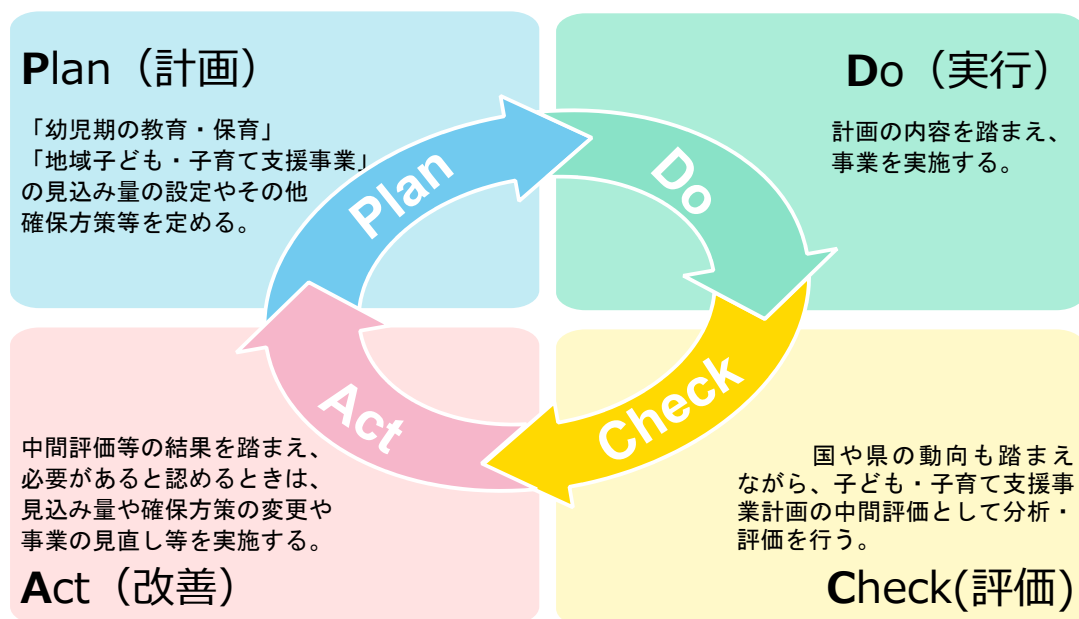 Plan（計画）
「幼児期の教育・保育」
「地域子ども・子育て支援事業」
の見込み量の設定やその他
確保方策等を定める。
Do（実行）
計画の内容を踏まえ、
事業を実施する。
Plan
Do
Check
Act
中間評価等の結果を踏まえ、
必要があると認めるときは、
見込み量や確保方策の変更や
事業の見直し等を実施する。
Act（改善）
国や県の動向も踏まえ
ながら、子ども・子育て支援事
業計画の中間評価として分析・
評価を行う。
Check(評価)